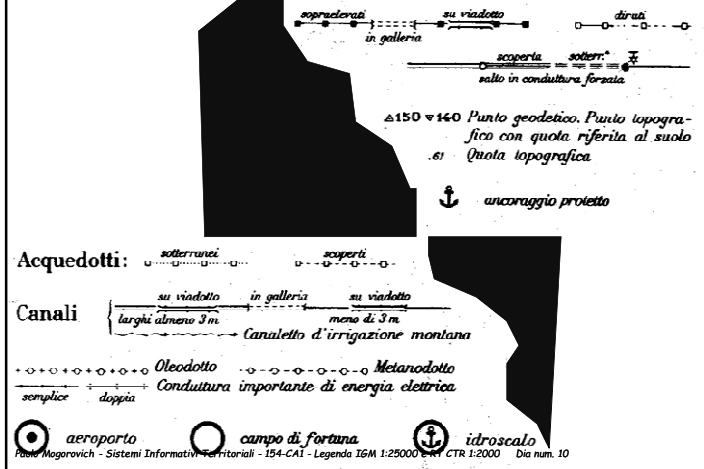 sopraelevati su viadotto diruti
in galleria
scoperta sotterr.ª
salto in conduttura forzata
150 160 Punto geodetico. Punto topogra-
fico con quota riferita al suolo
.61 Quota topografica
ancoraggio protetto
Acquedotti: sotterranei scoperti
su viadotto in galleria su viadotto
Canali
larghi almeno 3 m meno di 3 m
Canaletto d'irrigazione montana
Oleodotto Metanodotto
Conduttura importante di energia elettrica
semplice doppia
aeroporto campo di fortuna idroscalo
Paolo Mogorovich - Sistemi Informativi Territoriali - 154-CA1 - Legenda IGM 1:25000 e RT CTR 1:2000 Dia num. 10